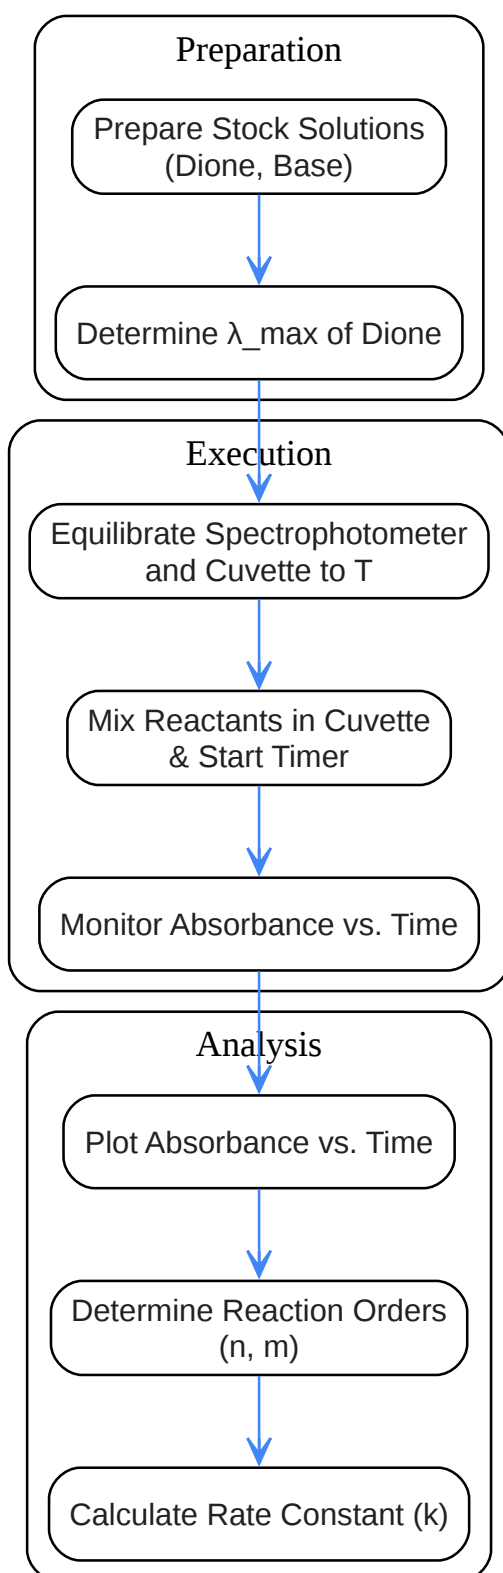 Preparation
Prepare Stock Solutions
(Dione, Base)
Determine λ_max of Dione
Execution
Equilibrate Spectrophotometer
and Cuvette to T
Mix Reactants in Cuvette
& Start Timer
Monitor Absorbance vs. Time
Analysis
Plot Absorbance vs. Time
Determine Reaction Orders
(n, m)
Calculate Rate Constant (k)